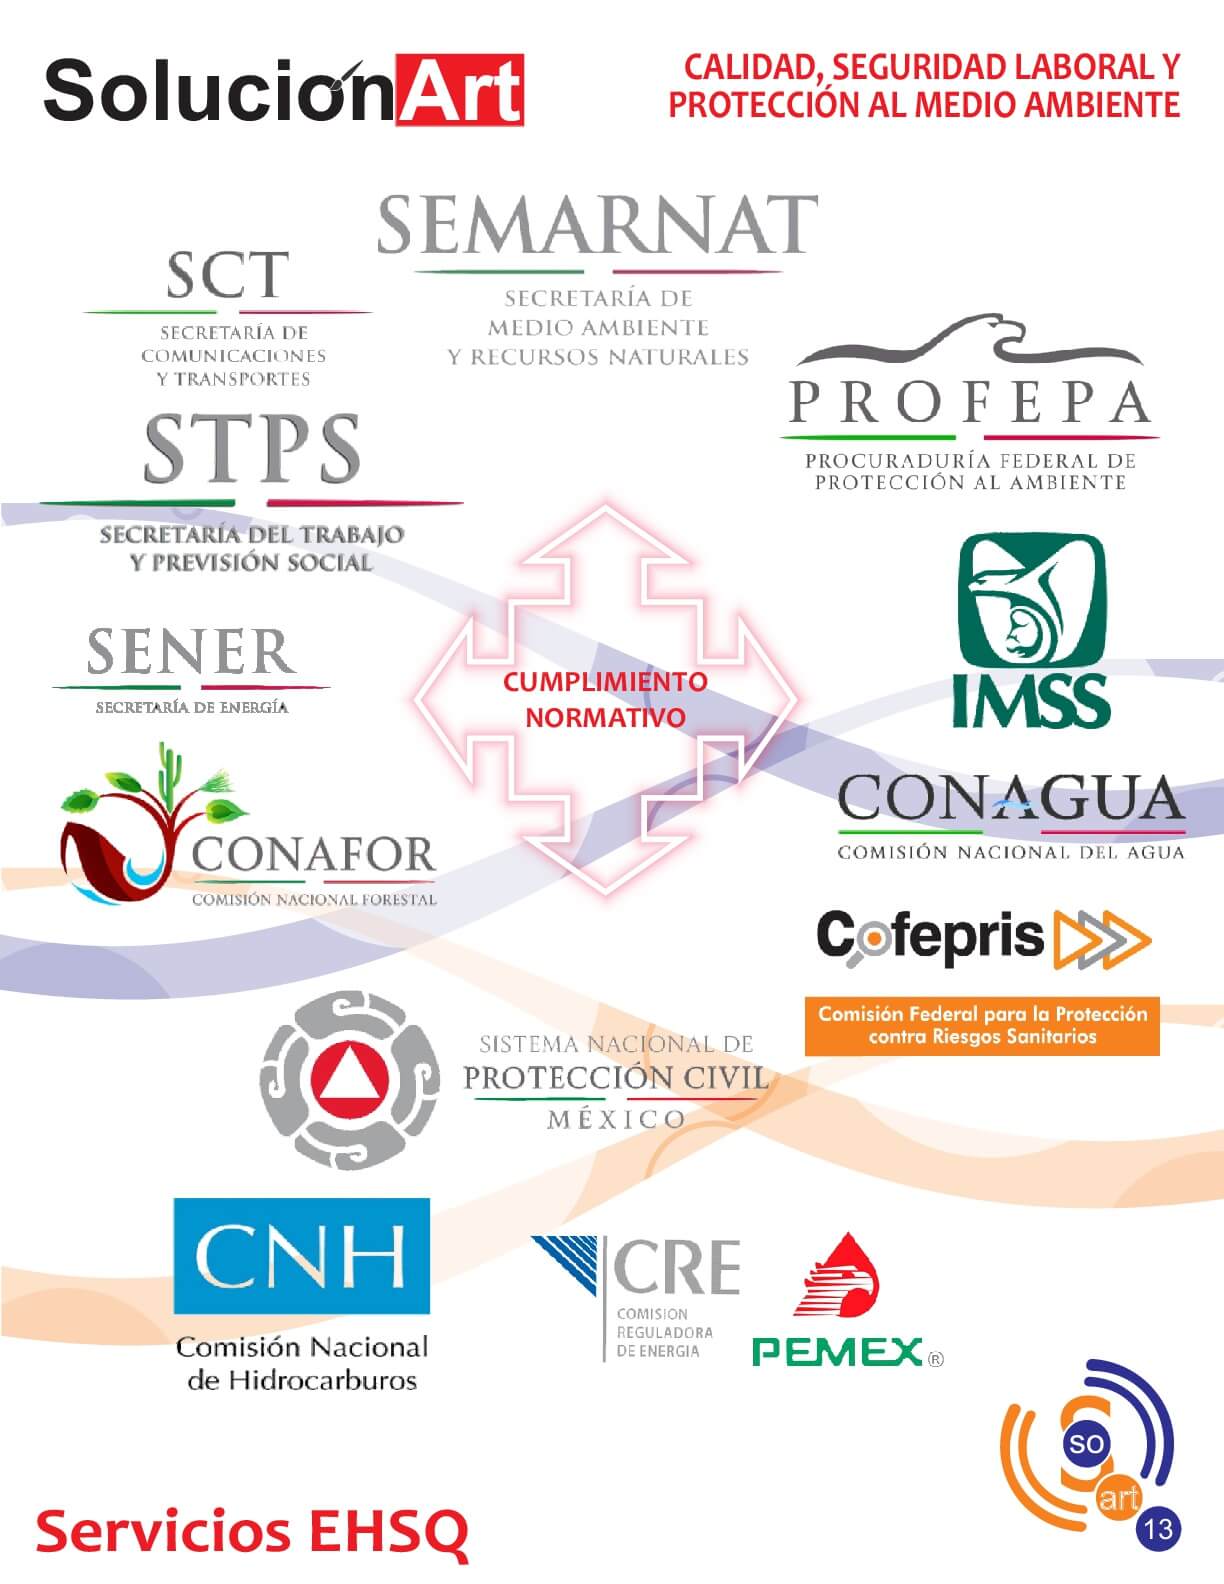 SolucionArt
CALIDAD, SEGURIDAD LABORAL Y
PROTECCIÓN AL MEDIO AMBIENTE
SEMARNAT
SECRETARÍA DE
MEDIO AMBIENTE
Y RECURSOS NATURALES
SCT
SECRETARÍA DE
COMUNICACIONES
Y TRANSPORTES
PROFEPA
PROCURADURÍA FEDERAL DE
PROTECCIÓN AL AMBIENTE
STPS
SECRETARÍA DEL TRABAJO
Y PREVISIÓN SOCIAL
IMSS
SENER
SECRETARÍA DE ENERGÍA
CUMPLIMIENTO
NORMATIVO
CONAGUA
COMISIÓN NACIONAL DEL AGUA
CONAFOR
COMISIÓN NACIONAL FORESTAL
Cofepris
Comisión Federal para la Protección
contra Riesgos Sanitarios
SISTEMA NACIONAL DE
PROTECCIÓN CIVIL
MÉXICO
CNH
Comisión Nacional
de Hidrocarburos
CRE
COMISION
REGULADORA
DE ENERGIA
PEMEX®
S
so
art
13
Servicios EHSQ